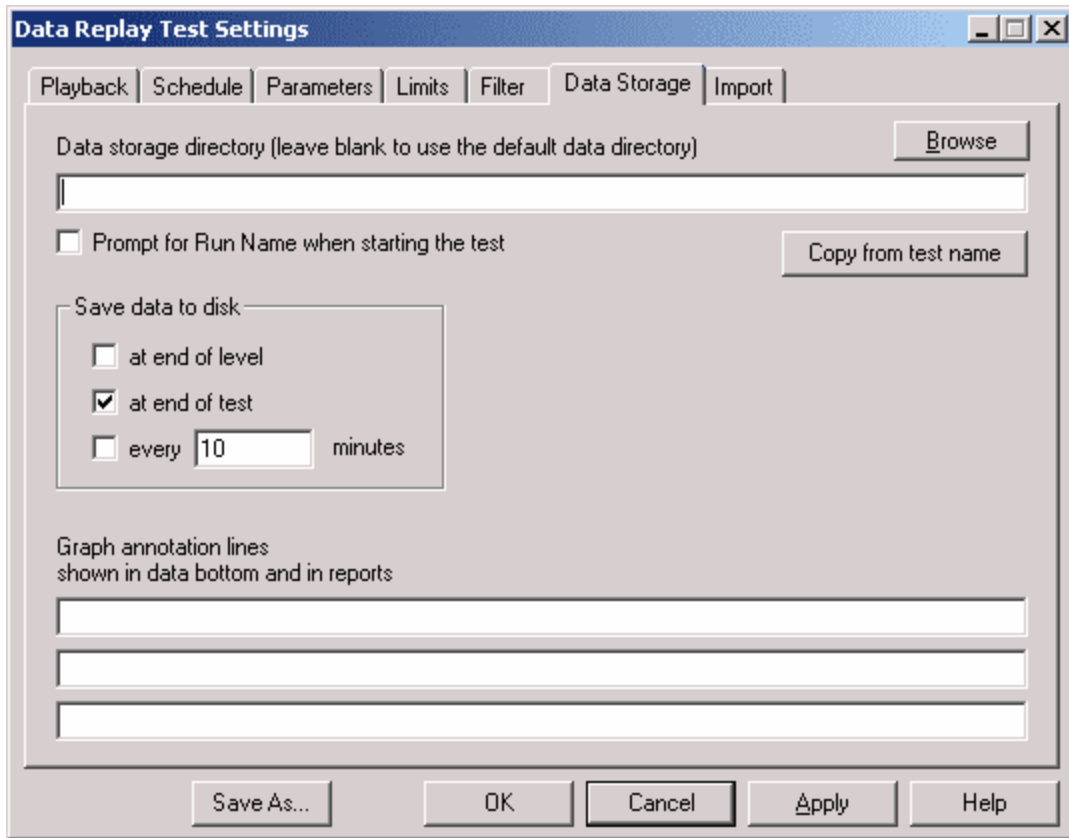 Data Replay Test Settings
Playback Schedule Parameters Limits Filter Data Storage Import
Data storage directory (leave blank to use the default data directory)
Browse
Prompt for Run Name when starting the test
Copy from test name
Save data to disk
at end of level
at end of test
every 10 minutes
Graph annotation lines
shown in data bottom and in reports
Save As... OK Cancel Apply Help